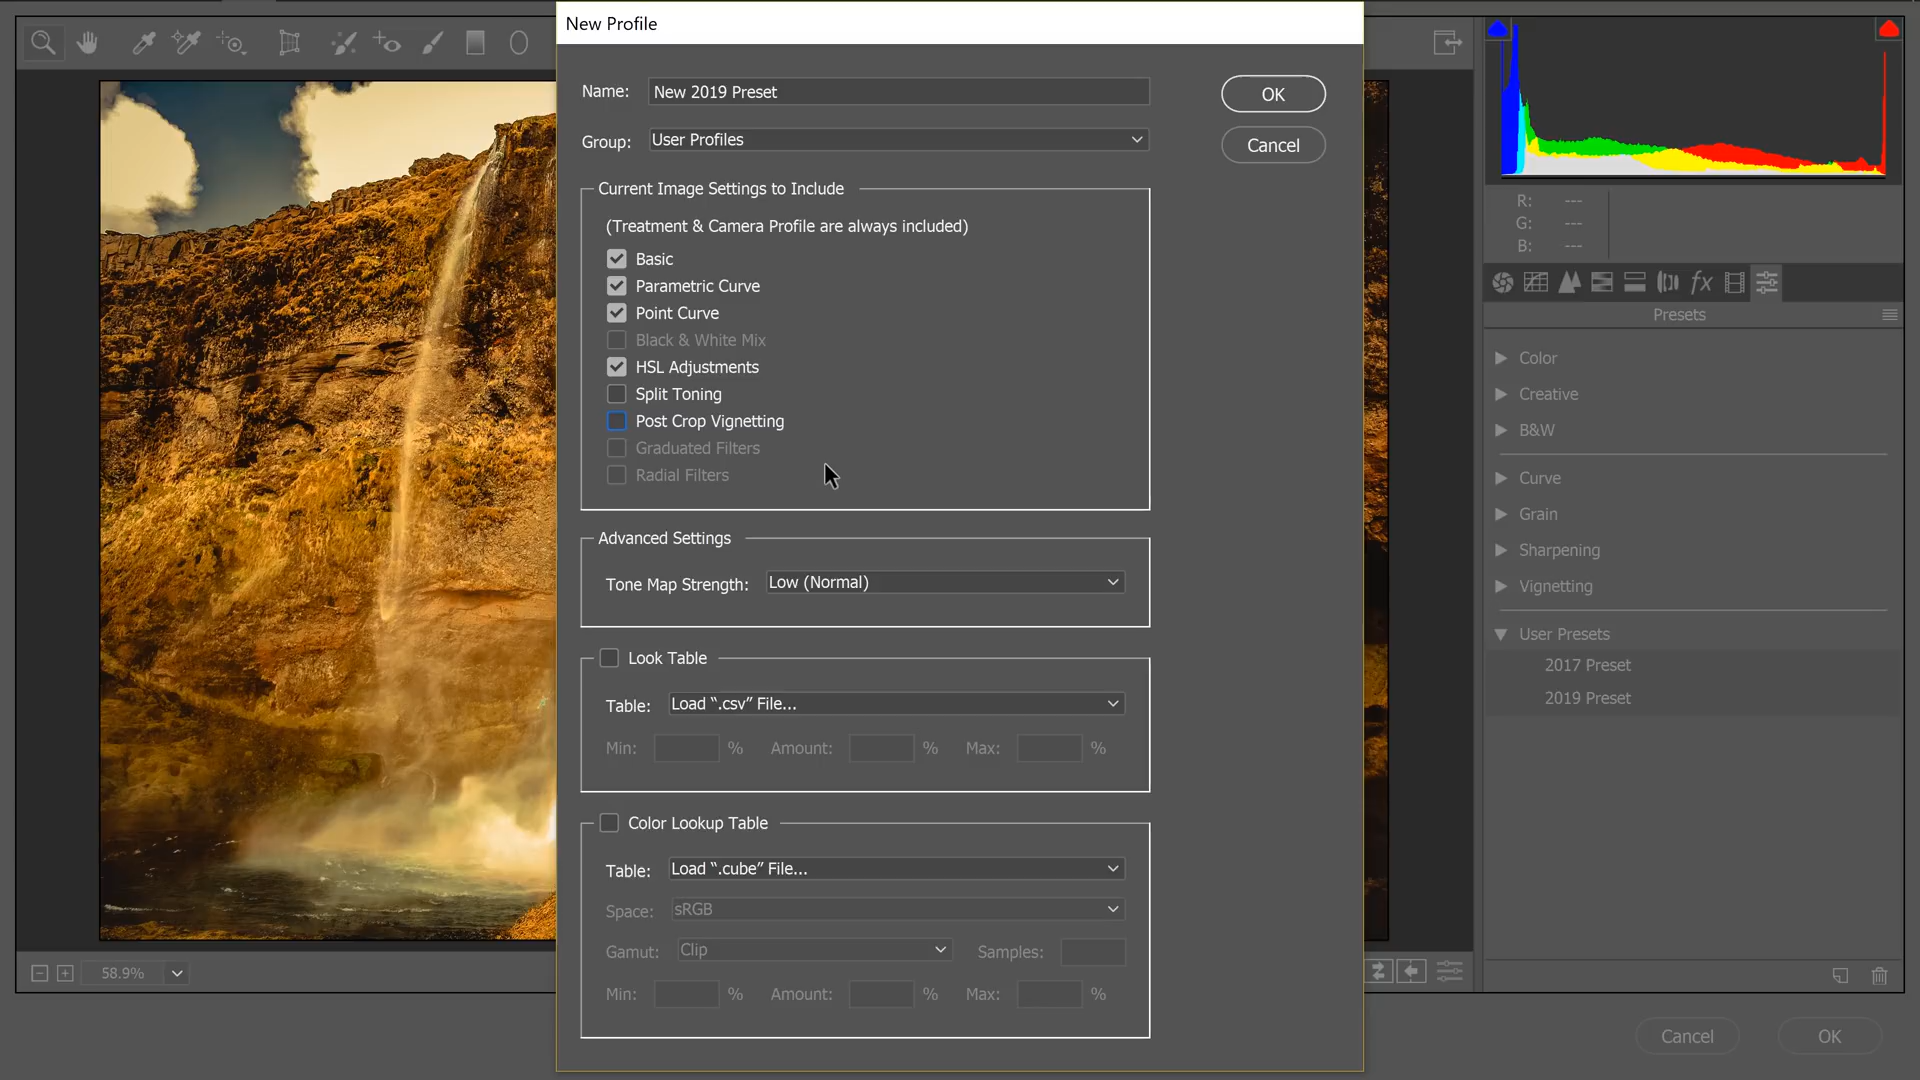 New Profile
Name: New 2019 Preset
OK
Group: User Profiles
Cancel
Current Image Settings to Include
(Treatment & Camera Profile are always included)
Basic
Parametric Curve
Point Curve
Black & White Mix
HSL Adjustments
Split Toning
Post Crop Vignetting
Graduated Filters
Radial Filters
Advanced Settings
Tone Map Strength: Low (Normal)
Look Table
Table: Load “.csv” File...
Min: % Amount: % Max: %
Color Lookup Table
Table: Load “.cube” File...
Space: sRGB
Gamut: Clip Samples:
Min: % Amount: % Max: %
58.9%
R: ---
G: ---
B: ---
fx
Presets
Color
Creative
B&W
Curve
Grain
Sharpening
Vignetting
User Presets
2017 Preset
2019 Preset
Cancel OK